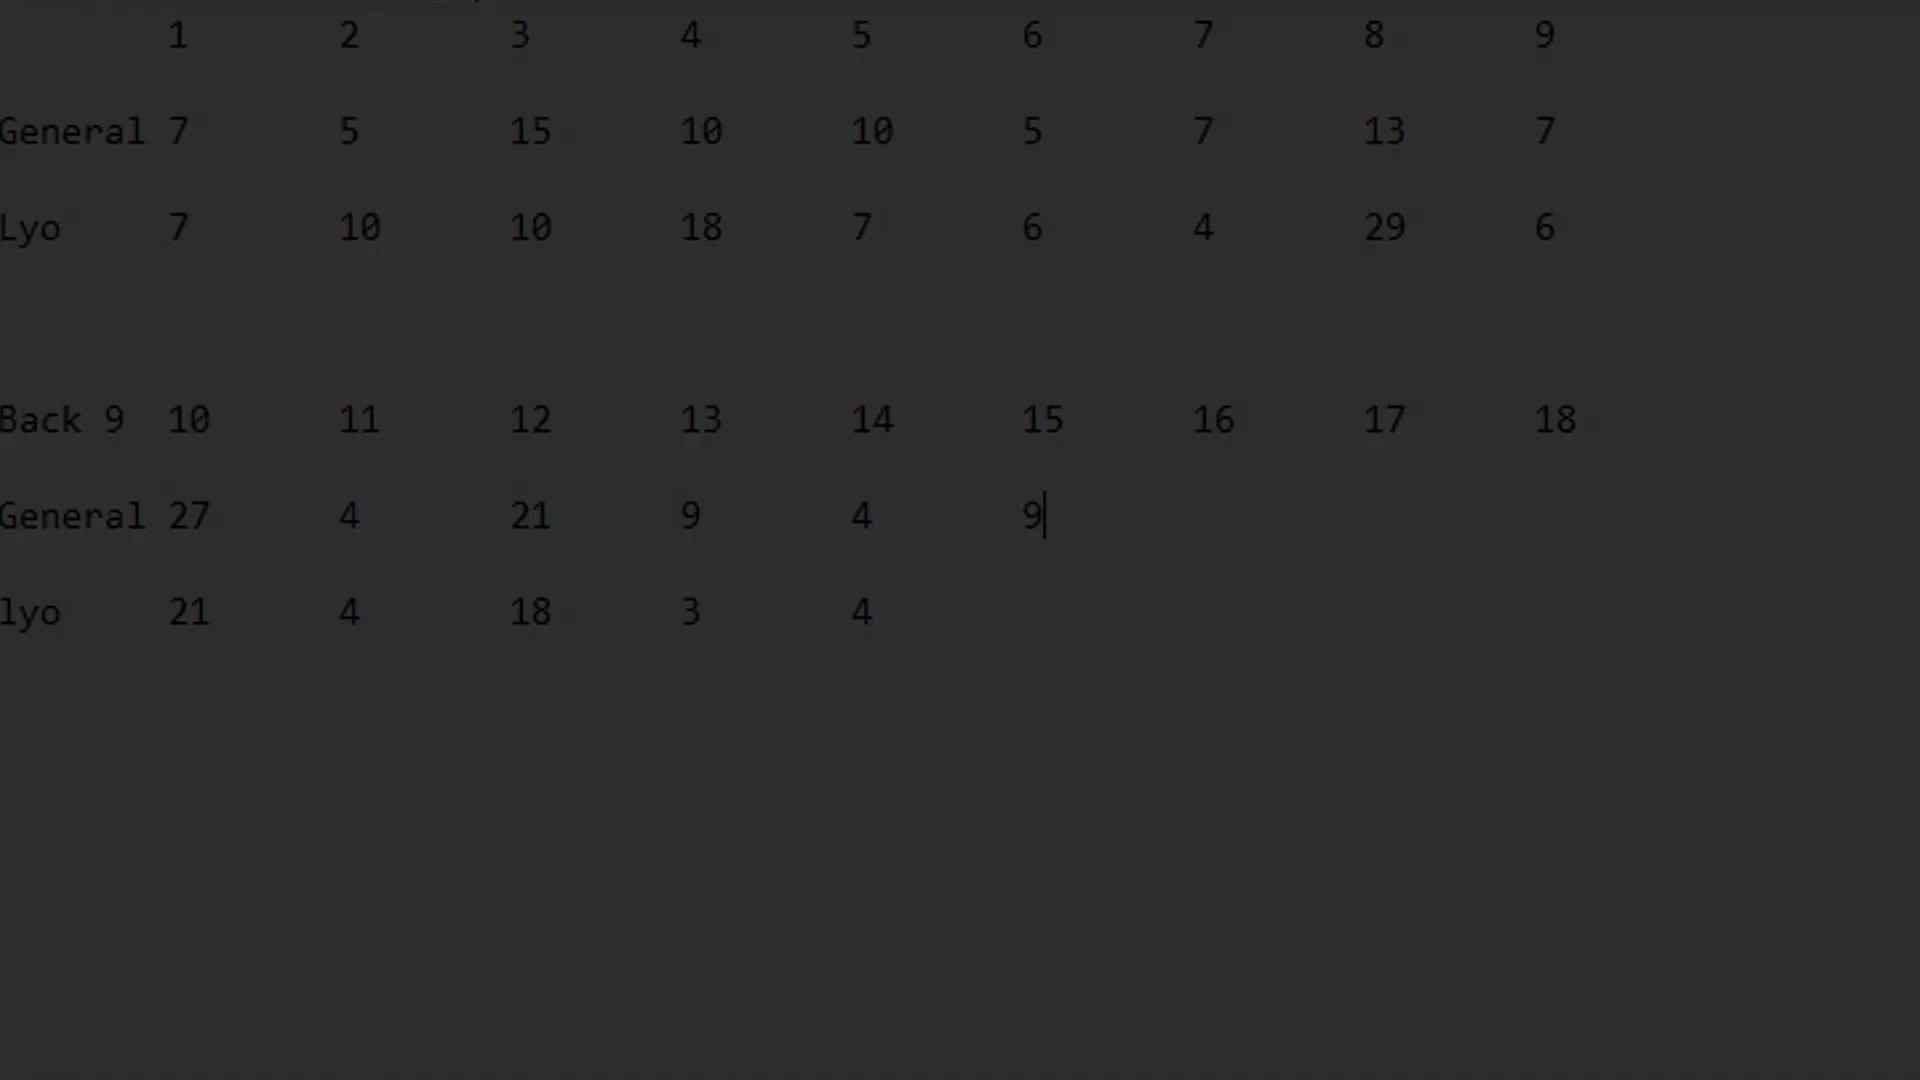 1 2 3 4 5 6 7 8 9
General 7 5 15 10 10 5 7 13 7
Lyo 7 10 10 18 7 6 4 29 6
Back 9 10 11 12 13 14 15 16 17 18
General 27 4 21 9 4 9
lyo 21 4 18 3 4